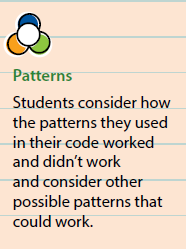 Patterns
Students consider how
the patterns they used
in their code worked
and didn't work
and consider other
possible patterns that
could work.